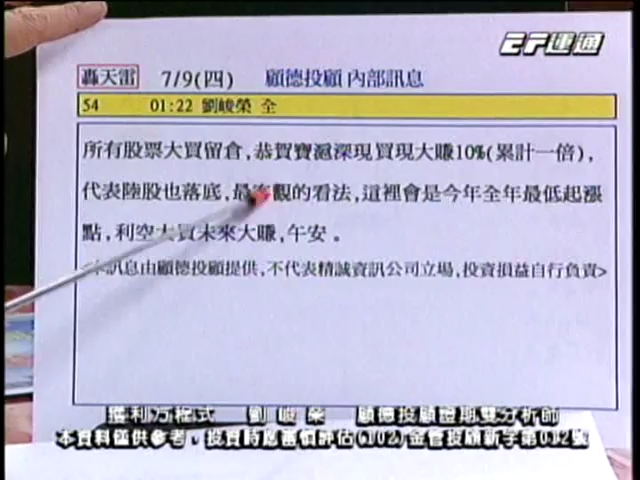 EF運通
轟天雷 7/9(四) 顧德投顧 內部訊息
54 01:22 劉峻榮 全
所有股票大買留倉,恭賀寶滬深現買現大賺10%(累計一倍),
代表陸股也落底,最 觀的看法,這裡會是今年全年最低起漲
點,利空大買未來大賺,午安。
本訊息由顧德投顧提供,不代表精誠資訊公司立場,投資損益自行負責>
獲利方程式 劉峻榮 顧德投顧證期雙分析師
本資料僅供參考,投資時應審慎評估(102)金管投顧新字第012號